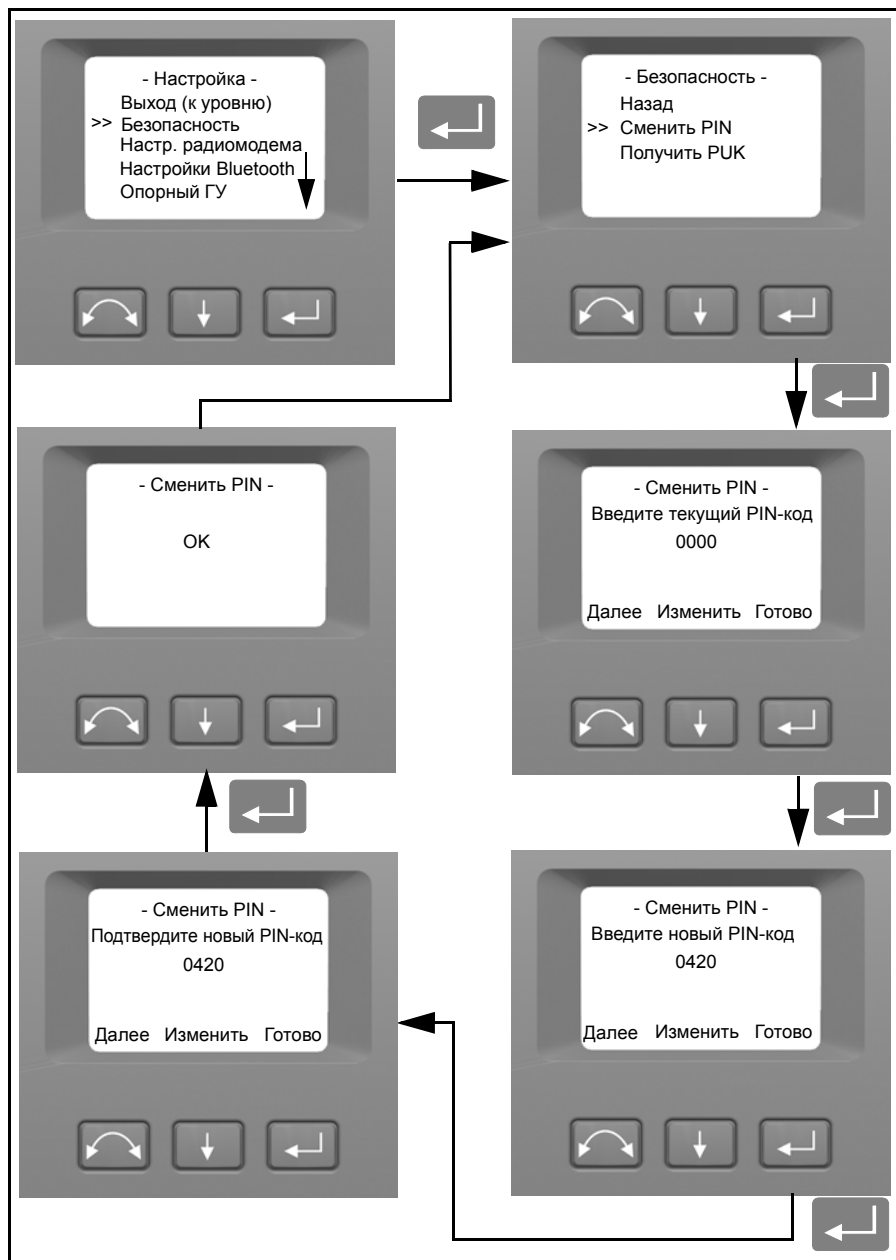 - Настройка -
Выход (к уровню)
>> Безопасность
Настр. радиомодема
Настройки Bluetooth
Опорный ГУ
- Безопасность -
Назад
>> Сменить PIN
Получить PUK
- Сменить PIN -
OK
- Сменить PIN -
Введите текущий PIN-код
0000
Далее Изменить Готово
- Сменить PIN -
Подтвердите новый PIN-код
0420
Далее Изменить Готово
- Сменить PIN -
Введите новый PIN-код
0420
Далее Изменить Готово